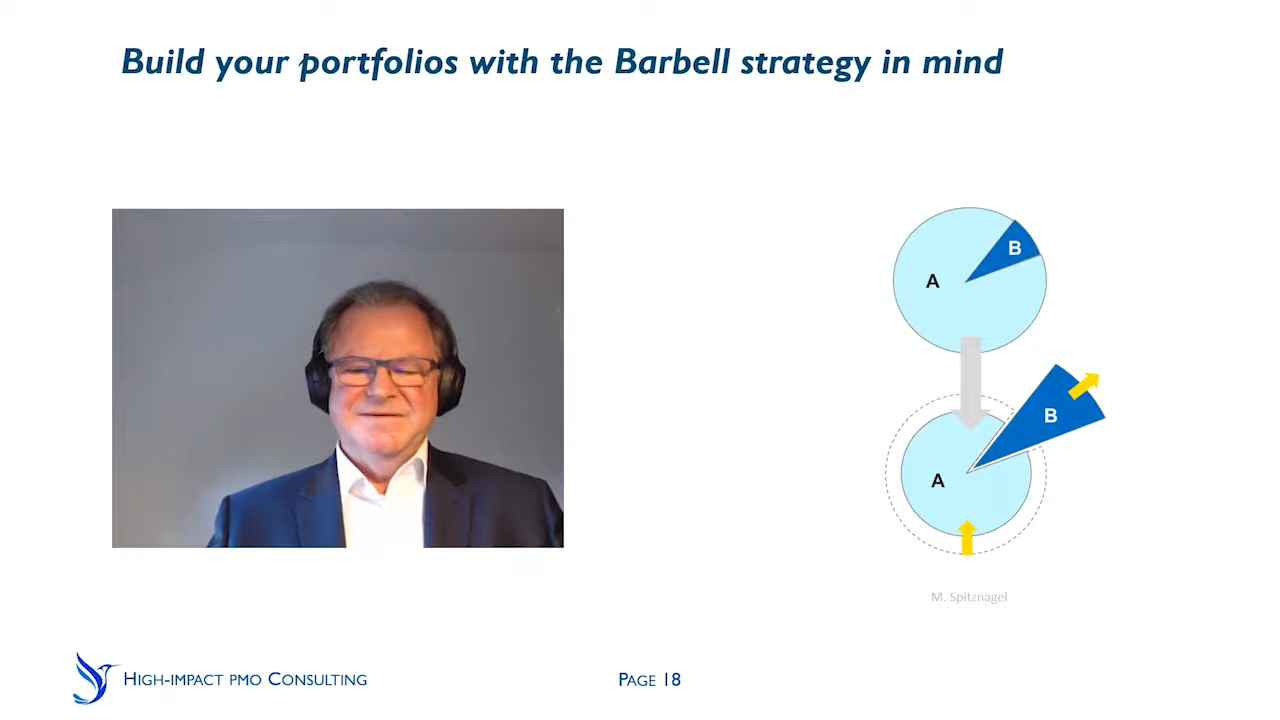 Build your portfolios with the Barbell strategy in mind
A
B
A
B
M. Spitznagel
HIGH-IMPACT PMO CONSULTING
PAGE 18